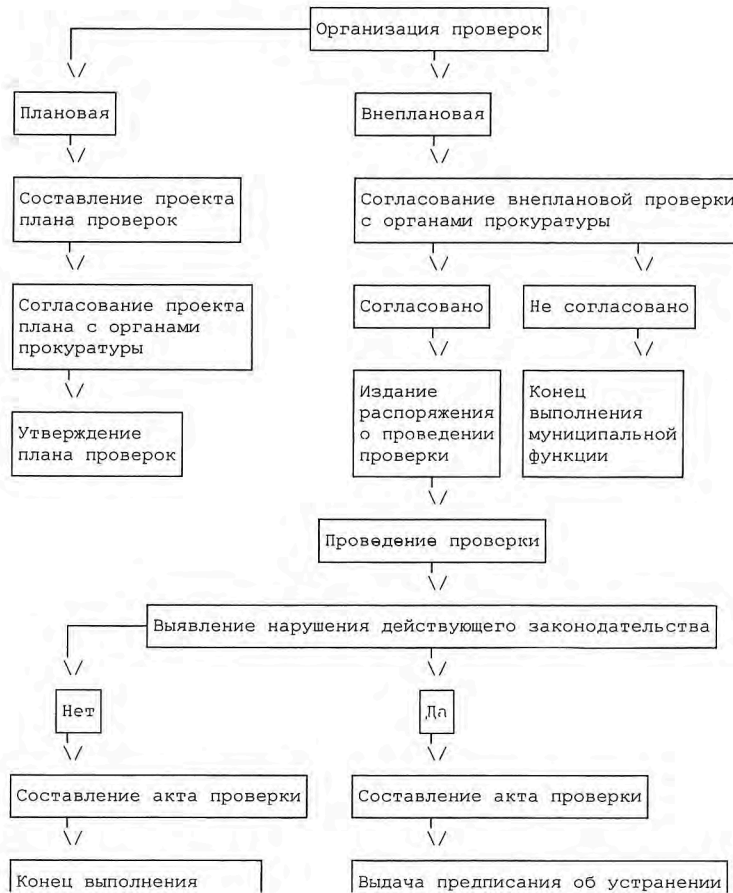 Организация проверок
Плановая
Внеплановая
Составление проекта
плана проверок
Согласование внеплановой проверки
с органами прокуратуры
Согласование проекта
плана с органами
прокуратуры
Согласовано
Не согласовано
Утверждение
плана проверок
Издание
распоряжения
о проведении
проверки
Конец
выполнения
муниципальной
функции
Проведение проверки
Выявление нарушения действующего законодательства
Нет
Да
Составление акта проверки
Составление акта проверки
Конец выполнения
Выдача предписания об устранении